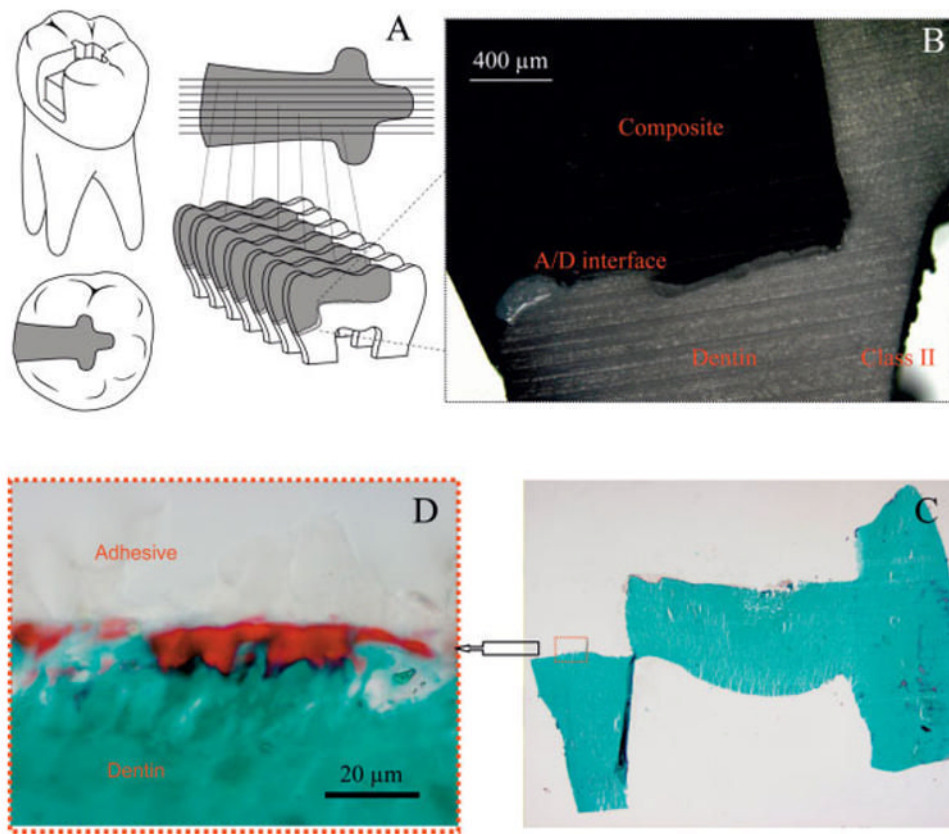 A
B
400 µm
Composite
A/D interface
Dentin
Class II
D
Adhesive
Dentin
20 µm
C